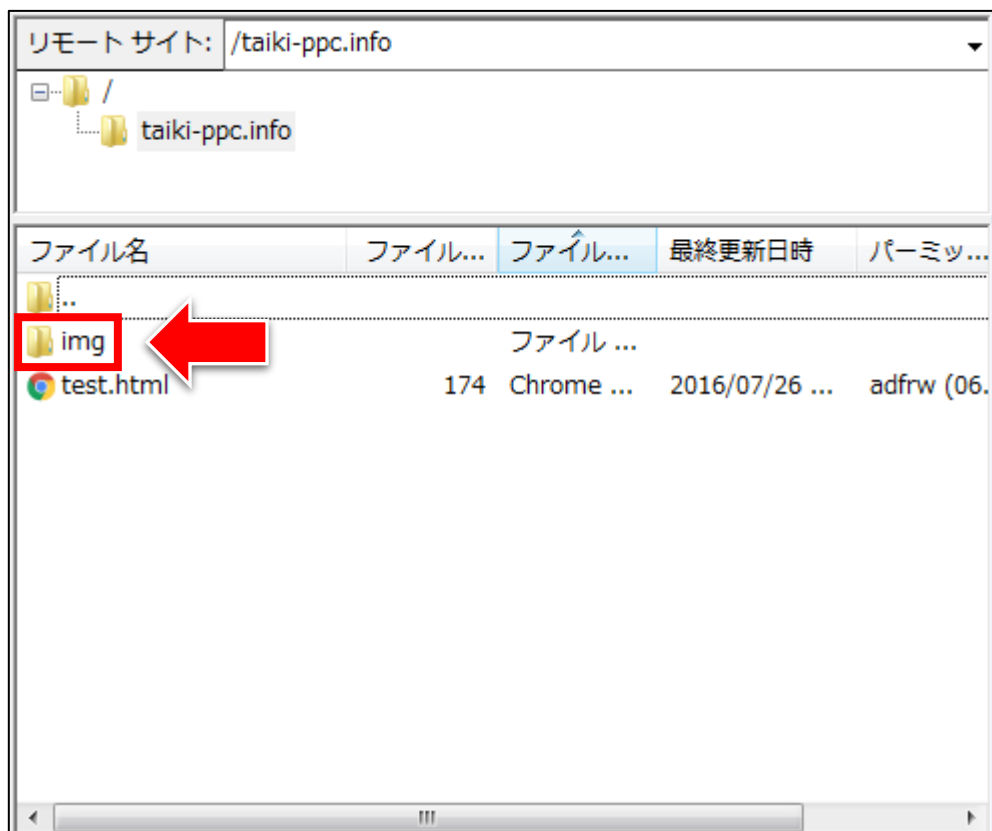 リモート サイト: /taiki-ppc.info
/
taiki-ppc.info
ファイル名 ファイル... ファイル... 最終更新日時 パーミッ...
..
img ファイル ...
test.html 174 Chrome ... 2016/07/26 ... adfrw (06.